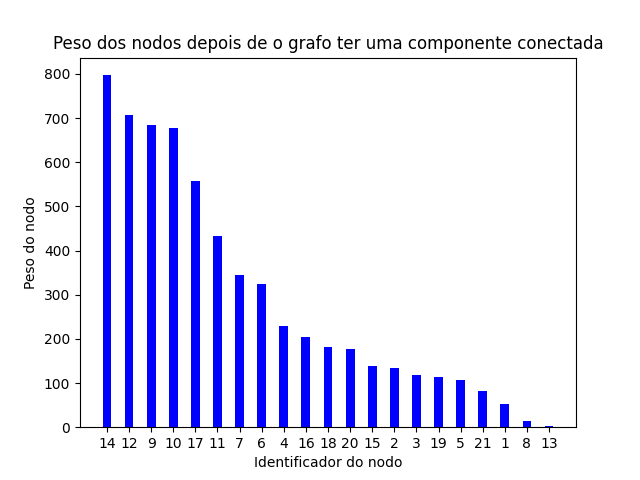 Peso dos nodos depois de o grafo ter uma componente conectada
800
700
600
500
400
300
200
100
0
Peso do nodo
14 12 9 10 17 11 7 6 4 16 18 20 15 2 3 19 5 21 1 8 13
Identificador do nodo